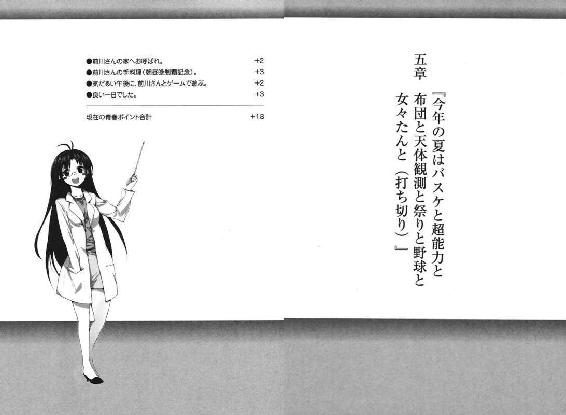 五章
『今年の夏はバスケと超能力と
布団と天体観測と祭りと野球と
女々たんと（打ち切り）』
●前川さんの家へお呼ばれ。 +2
●前川さんの手料理（朝昼晩制覇記念）。 +3
●気だるい午後に、前川さんとゲームで遊ぶ。 +2
●良い一日でした。 +3
現在の青春ポイント合計 +18